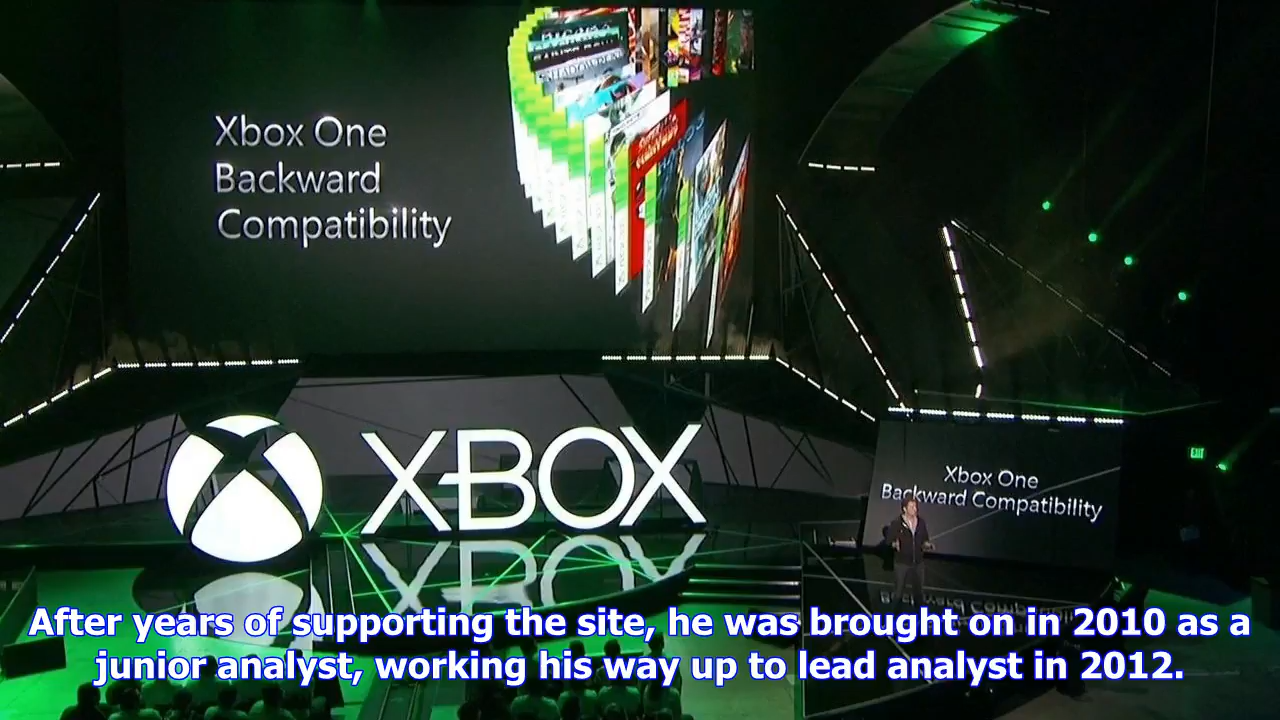 Xbox One
Backward
Compatibility
XBOX
Xbox One
Backward Compatibility
EXIT
After years of supporting the site, he was brought on in 2010 as a
junior analyst, working his way up to lead analyst in 2012.